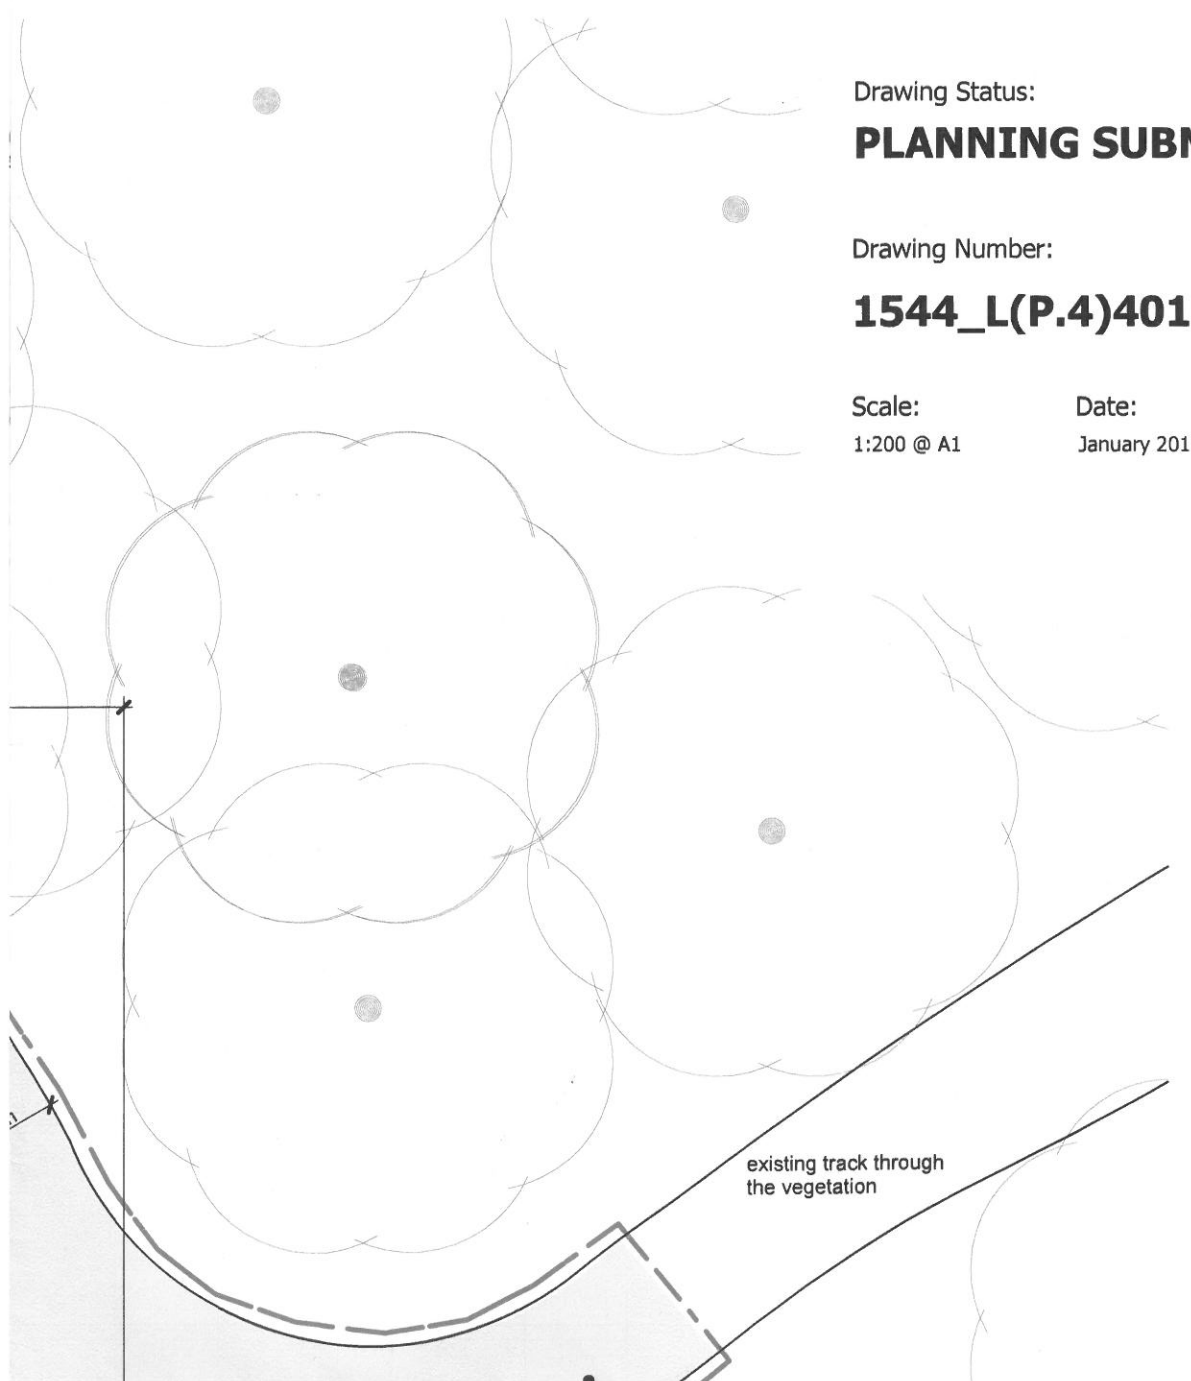 Drawing Status:
PLANNING SUBM
Drawing Number:
1544_L(P.4)401
Scale:
Date:
1:200 @ A1
January 201
existing track through
the vegetation